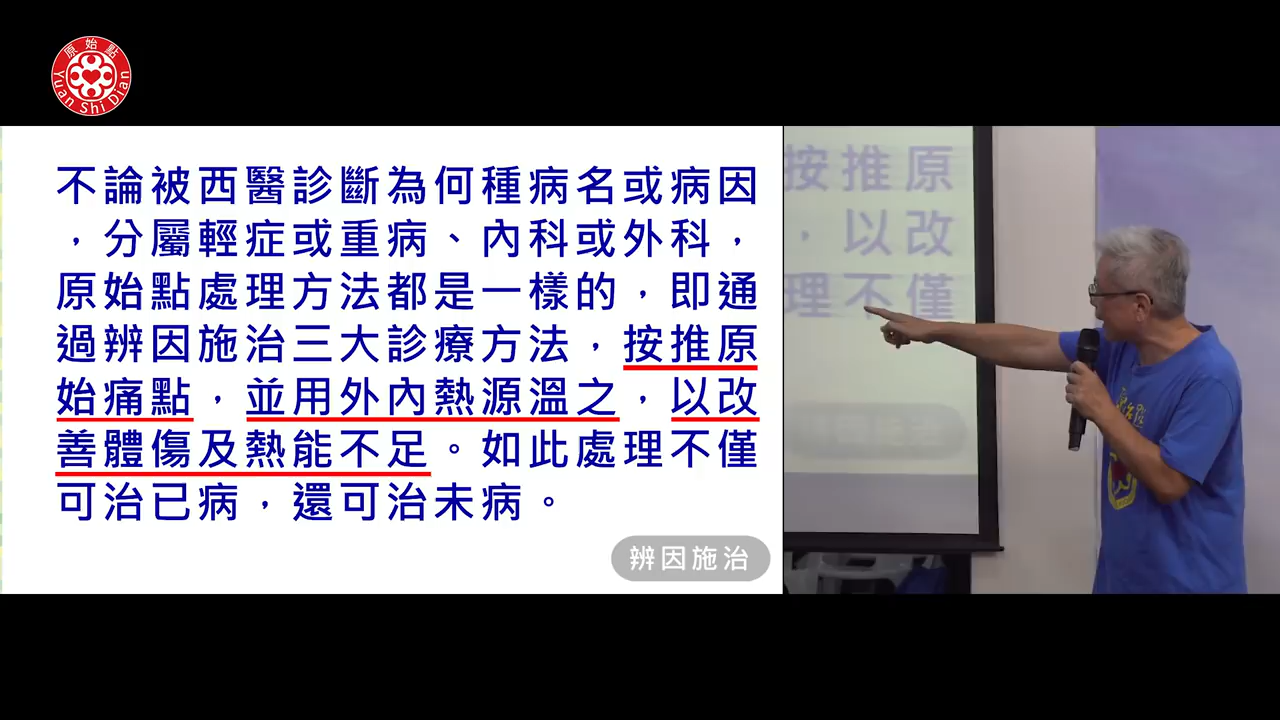 原始點
Yuan Shi Dian
不論被西醫診斷為何種病名或病因
，分屬輕症或重病、內科或外科，
原始點處理方法都是一樣的，即通
過辨因施治三大診療方法，按推原
始痛點，並用外內熱源溫之，以改
善體傷及熱能不足。如此處理不僅
可治已病，還可治未病。
辨因施治
按推原
，以改
理不僅